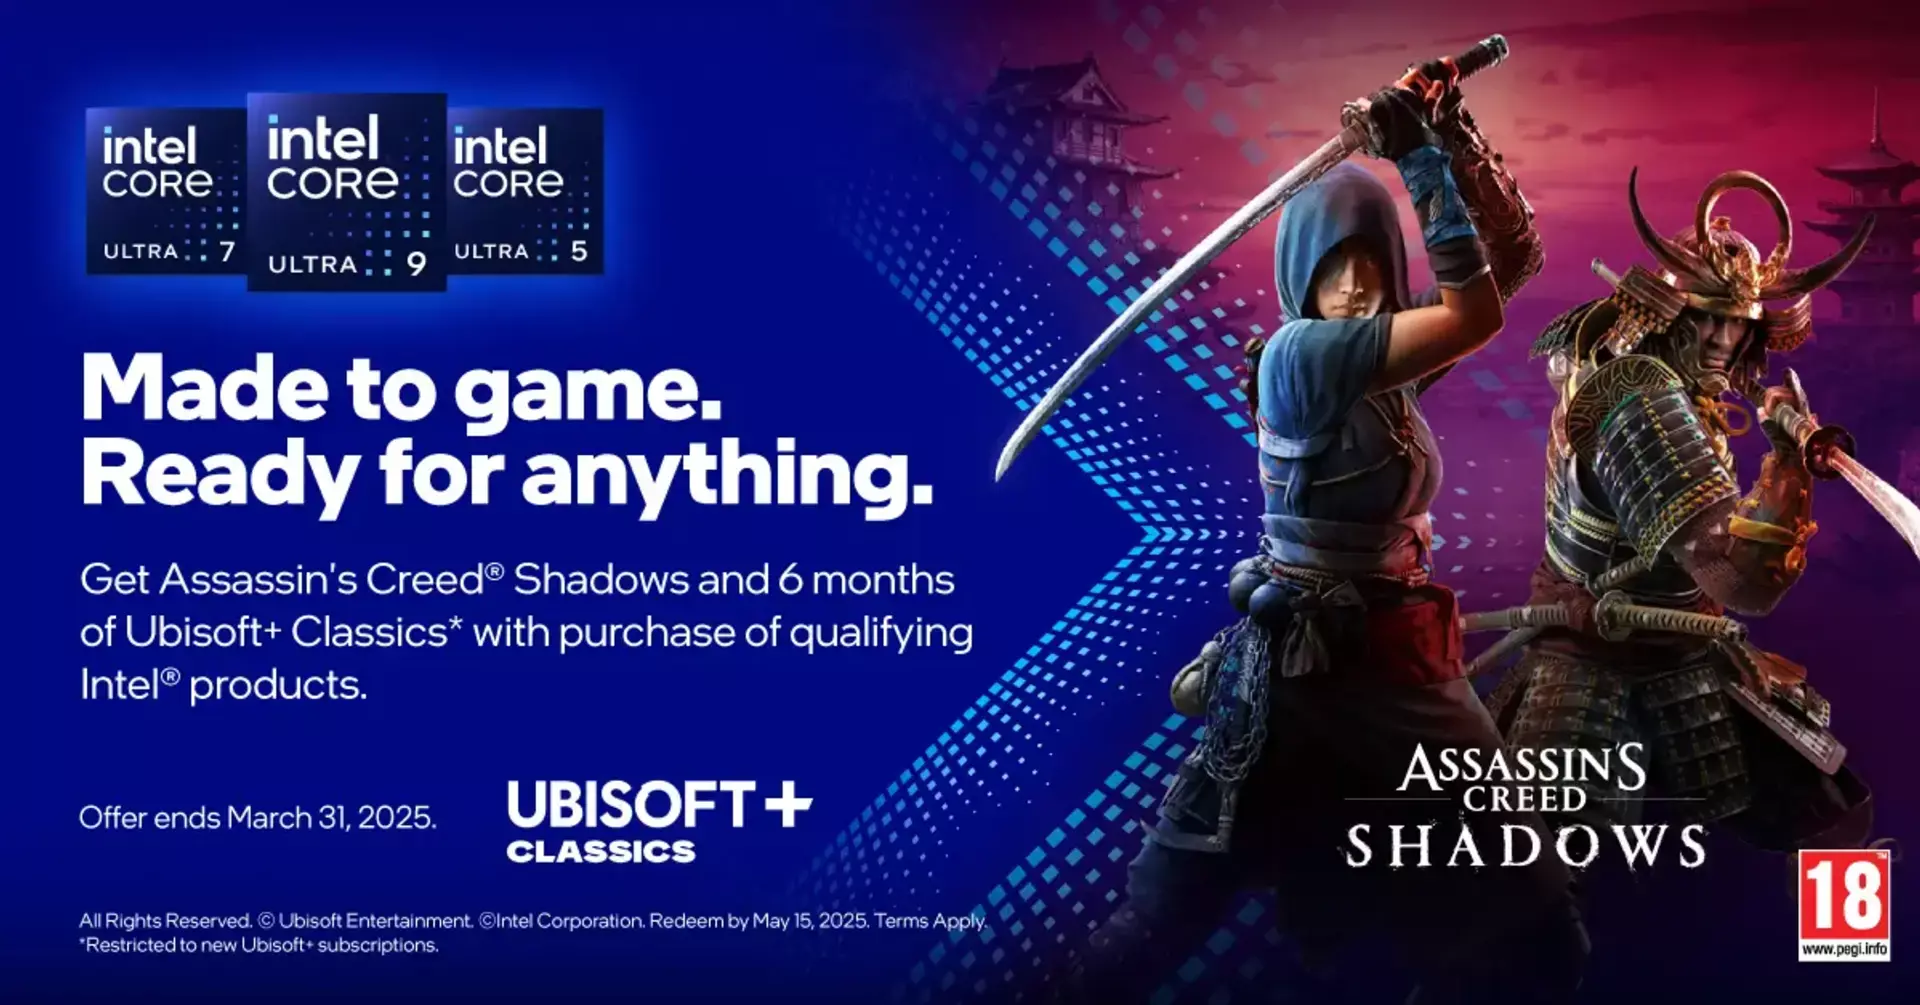 intel
CORE
ULTRA 7
intel
CORE
ULTRA 9
intel
CORE
ULTRA 5
Made to game.
Ready for anything.
Get Assassin's Creed® Shadows and 6 months
of Ubisoft+ Classics* with purchase of qualifying
Intel® products.
Offer ends March 31, 2025.
UBISOFT+
CLASSICS
All Rights Reserved. © Ubisoft Entertainment. ©Intel Corporation. Redeem by May 15, 2025. Terms Apply.
*Restricted to new Ubisoft+ subscriptions.
ASSASSIN'S
CREED
SHADOWS
18™
www.pegi.info